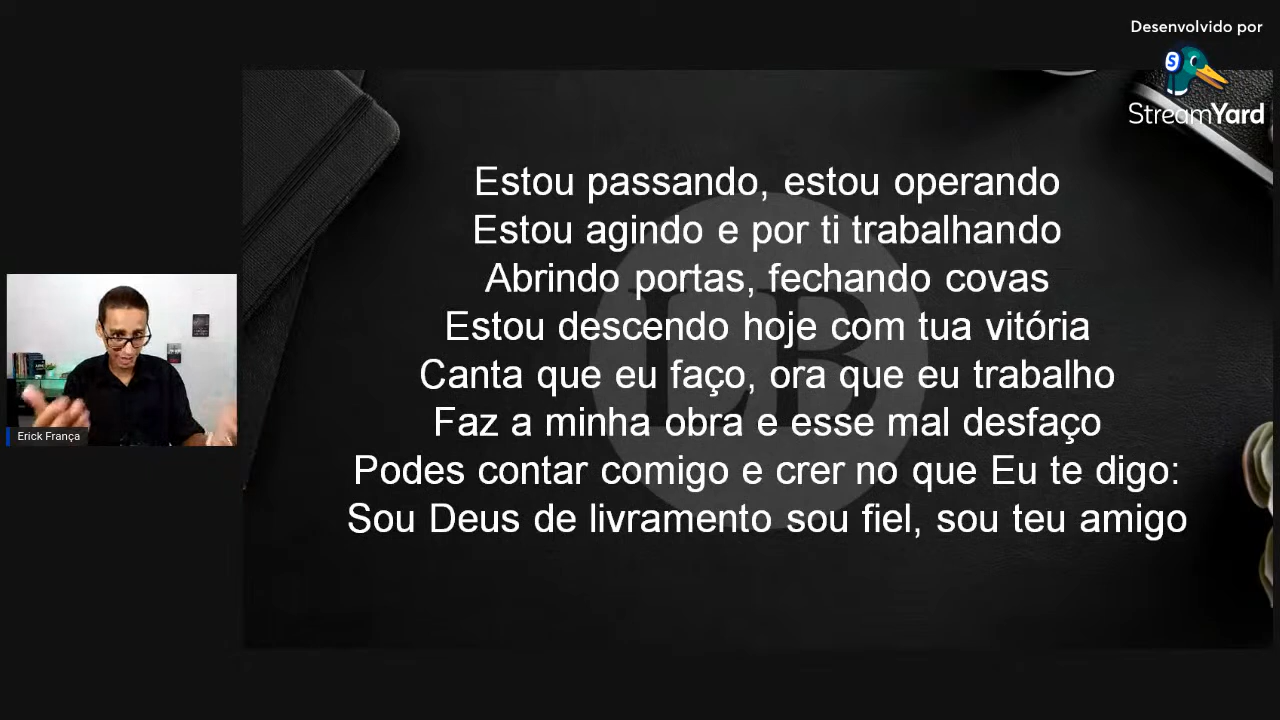 Desenvolvido por
StreamYard
Estou passando, estou operando
Estou agindo e por ti trabalhando
Abrindo portas, fechando covas
Estou descendo hoje com tua vitória
Canta que eu faço, ora que eu trabalho
Faz a minha obra e esse mal desfaço
Podes contar comigo e crer no que Eu te digo:
Sou Deus de livramento sou fiel, sou teu amigo
Erick França